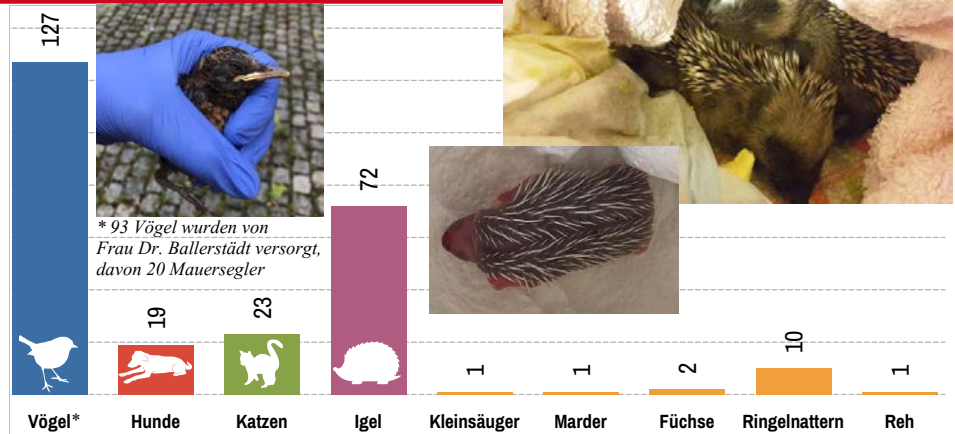 127
* 93 Vögel wurden von
Frau Dr. Ballerstädt versorgt,
davon 20 Mauersegler
19
23
72
1
1
2
10
1
Vögel*
Hunde
Katzen
Igel
Kleinsäuger
Marder
Füchse
Ringelnattern
Reh